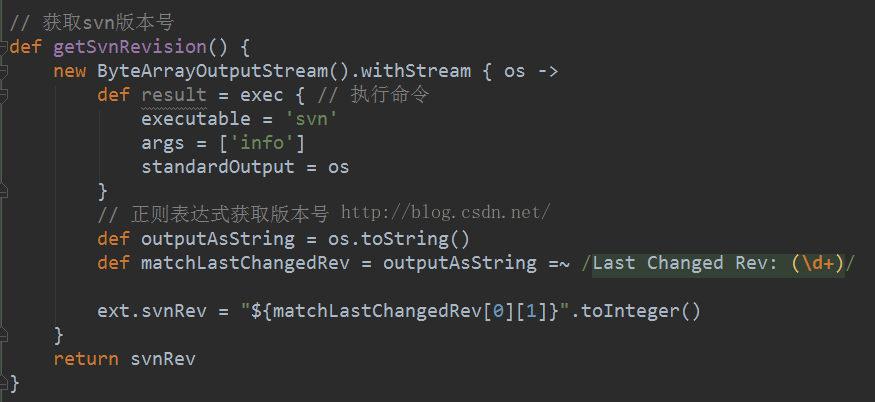 // 获取svn版本号
def getSvnRevision() {
    new ByteArrayOutputStream().withStream { os ->
        def result = exec { // 执行命令
            executable = 'svn'
            args = ['info']
            standardOutput = os
        }
        // 正则表达式获取版本号 http://blog.csdn.net/
        def outputAsString = os.toString()
        def matchLastChangedRev = outputAsString =~ /Last Changed Rev: (\d+)/
        ext.svnRev = "${matchLastChangedRev[0][1]}".toInteger()
    }
    return svnRev
}